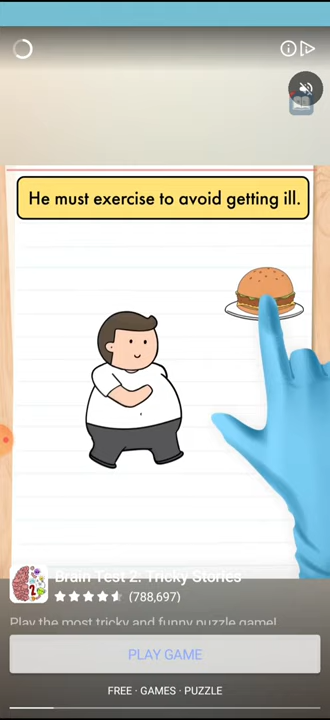 He must exercise to avoid getting ill.
Brain Test 2: Tricky Stories
(788,697)
Play the most tricky and funny puzzle game!
PLAY GAME
FREE · GAMES · PUZZLE